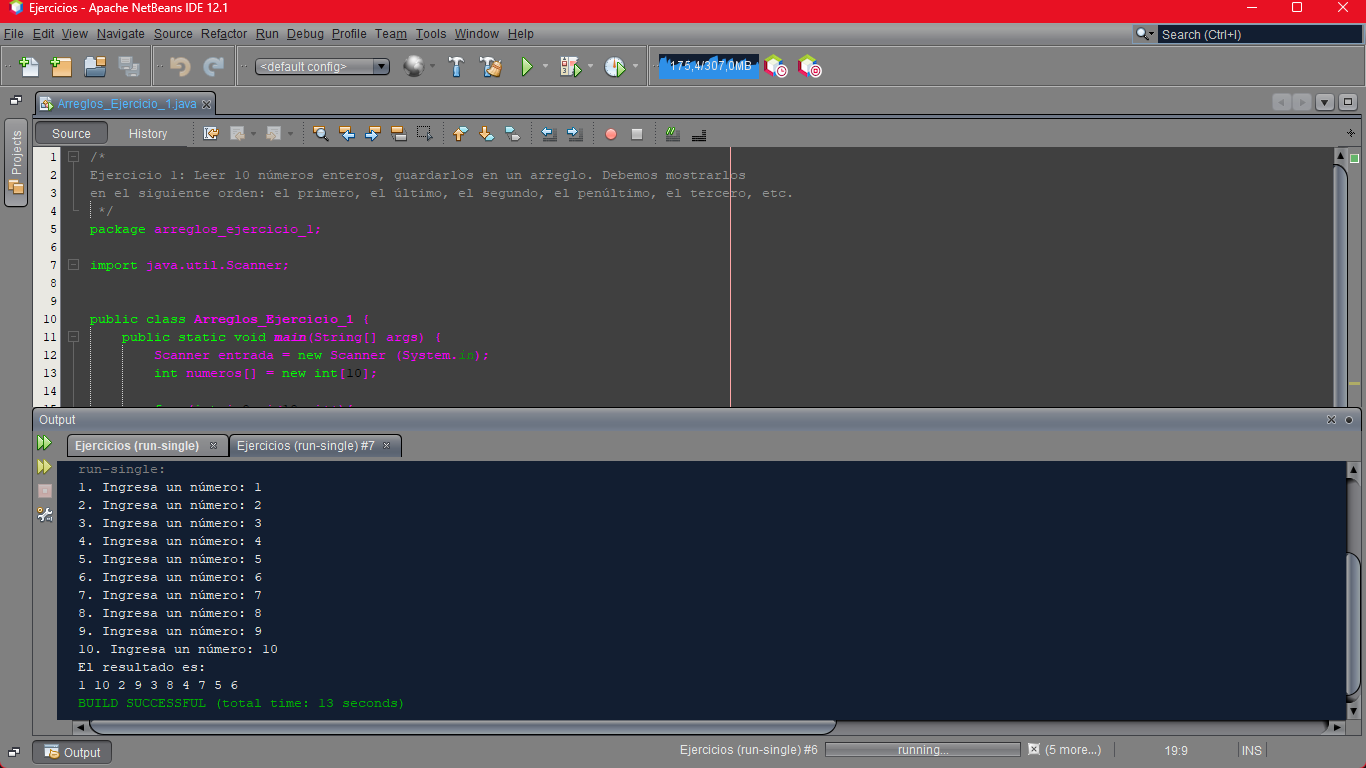 Ejercicios - Apache NetBeans IDE 12.1
File Edit View Navigate Source Refactor Run Debug Profile Team Tools Window Help
Search (Ctrl+I)
<default config>
175,4/307,0MB
Arreglos_Ejercicio_1.java
Projects
Source History
1 /*
2 Ejercicio 1: Leer 10 números enteros, guardarlos en un arreglo. Debemos mostrarlos
3 en el siguiente orden: el primero, el último, el segundo, el penúltimo, el tercero, etc.
4 */
5 package arreglos_ejercicio_1;
6
7 import java.util.Scanner;
8
9
10 public class Arreglos_Ejercicio_1 {
11 public static void main(String[] args) {
12 Scanner entrada = new Scanner (System.in);
13 int numeros[] = new int[10];
14
Output
Ejercicios (run-single) Ejercicios (run-single) #7
run-single:
1. Ingresa un número: 1
2. Ingresa un número: 2
3. Ingresa un número: 3
4. Ingresa un número: 4
5. Ingresa un número: 5
6. Ingresa un número: 6
7. Ingresa un número: 7
8. Ingresa un número: 8
9. Ingresa un número: 9
10. Ingresa un número: 10
El resultado es:
1 10 2 9 3 8 4 7 5 6
BUILD SUCCESSFUL (total time: 13 seconds)
Output
Ejercicios (run-single) #6 running... (5 more...) 19:9 INS